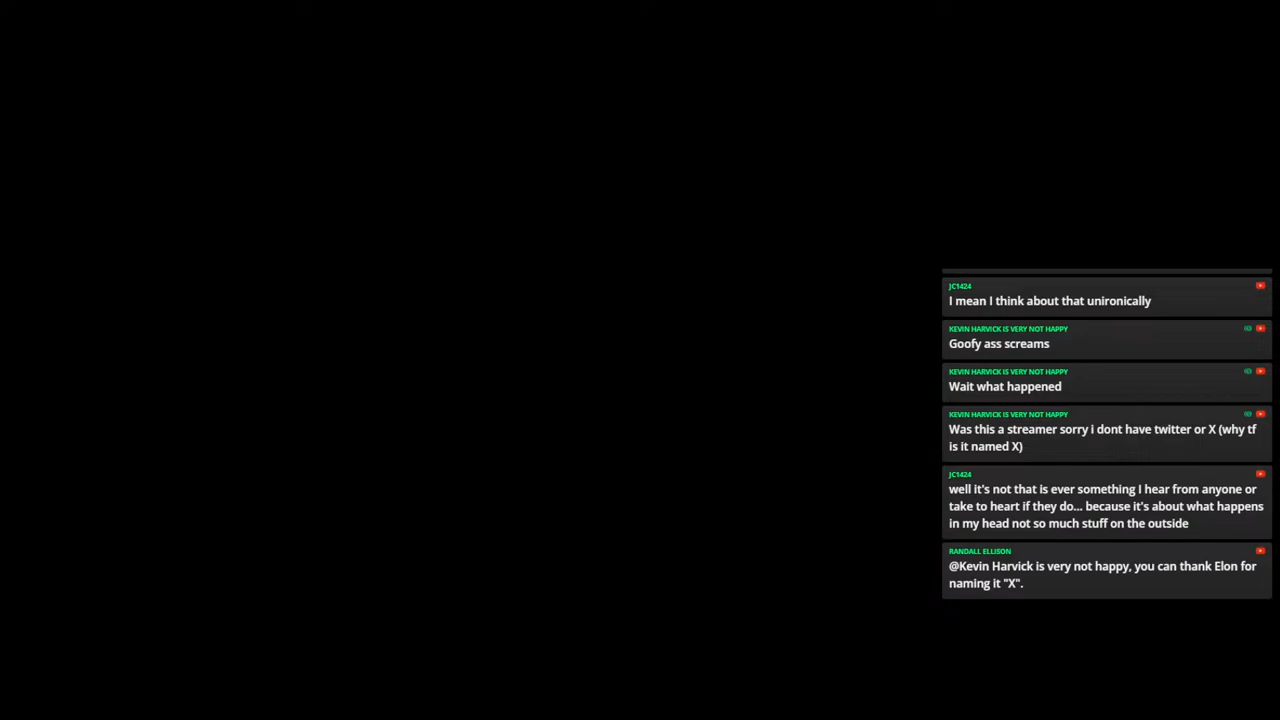 JC1424
I mean I think about that unironically
KEVIN HARVICK IS VERY NOT HAPPY
Goofy ass screams
KEVIN HARVICK IS VERY NOT HAPPY
Wait what happened
KEVIN HARVICK IS VERY NOT HAPPY
Was this a streamer sorry i dont have twitter or X (why tf
is it named X)
JC1424
well it's not that is ever something I hear from anyone or
take to heart if they do... because it's about what happens
in my head not so much stuff on the outside
RANDALL ELLISON
@Kevin Harvick is very not happy, you can thank Elon for
naming it "X".